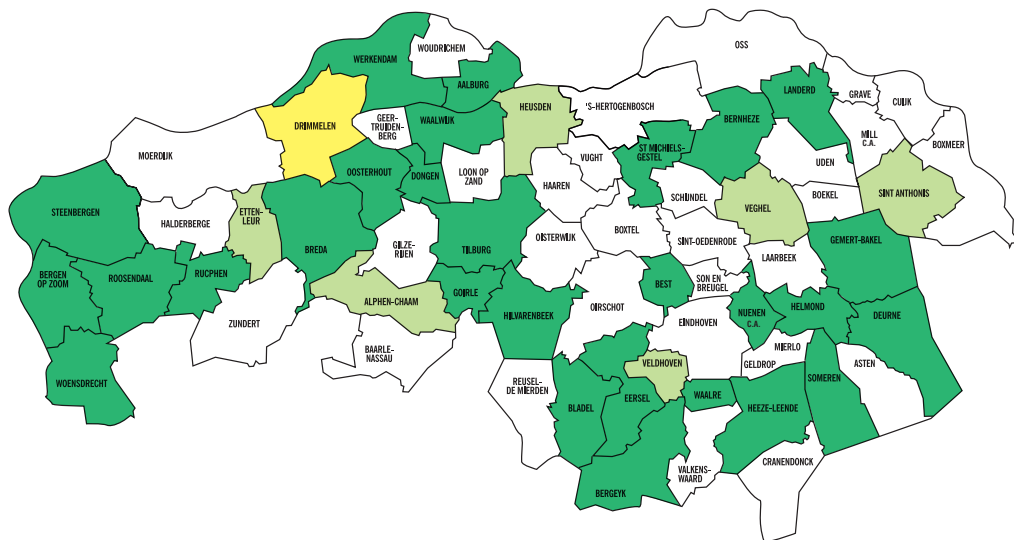 WOUDRICHEM
OSS
WERKENDAM
AALBURG
LANDERD
GRAVE
CUIJK
HEUSDEN
'S-HERTOGENBOSCH
DRIMMELEN
GEER-
TRUIDEN-
BERG
WAALWIJK
BERNHEZE
MILL
C.A.
BOXMEER
MOERDIJK
ST MICHIELS-
GESTEL
VUGHT
UDEN
OOSTERHOUT
DONGEN
LOON OP
ZAND
HAAREN
SCHIJNDEL
BOEKEL
SINT ANTHONIS
STEENBERGEN
HALDERBERGE
ETTEN-
LEUR
VEGHEL
BREDA
GILZE-
RIJEN
TILBURG
OISTERWIJK
BOXTEL
SINT-OEDENRODE
GEMERT-BAKEL
LAARBEEK
BERGEN
OP ZOOM
ROOSENDAAL
RUCPHEN
BEST
SON EN
BREUGEL
ALPHEN-CHAAM
GOIRLE
HILVARENBEEK
OIRSCHOT
NUENEN
C.A.
HELMOND
DEURNE
ZUNDERT
EINDHOVEN
BAARLE-
NASSAU
MIERLO
GELDROP
ASTEN
WOENSDRECHT
VELDHOVEN
REUSEL-
DE MIERDEN
BLADEL
EERSEL
WAALRE
HEEZE-LEENDE
SOMEREN
CRANENDONCK
VALKENS-
WAARD
BERGEYK